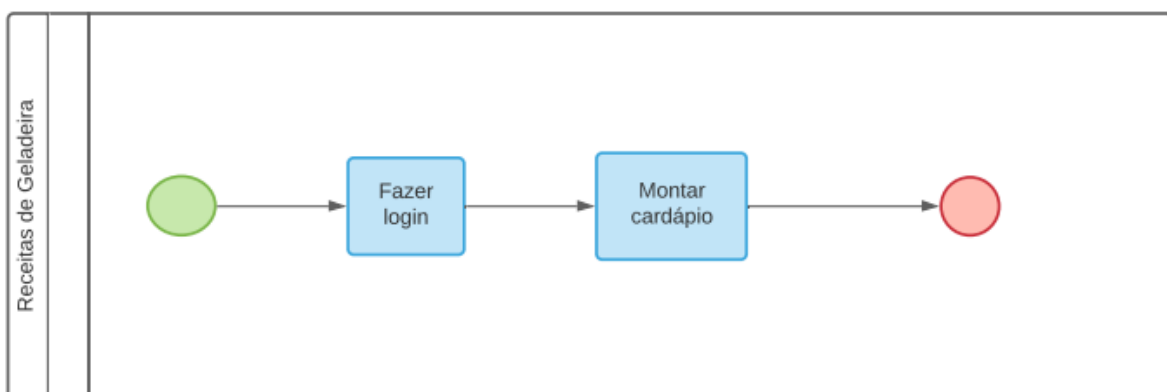 Receitas de Geladeira
Fazer
login
Montar
cardápio